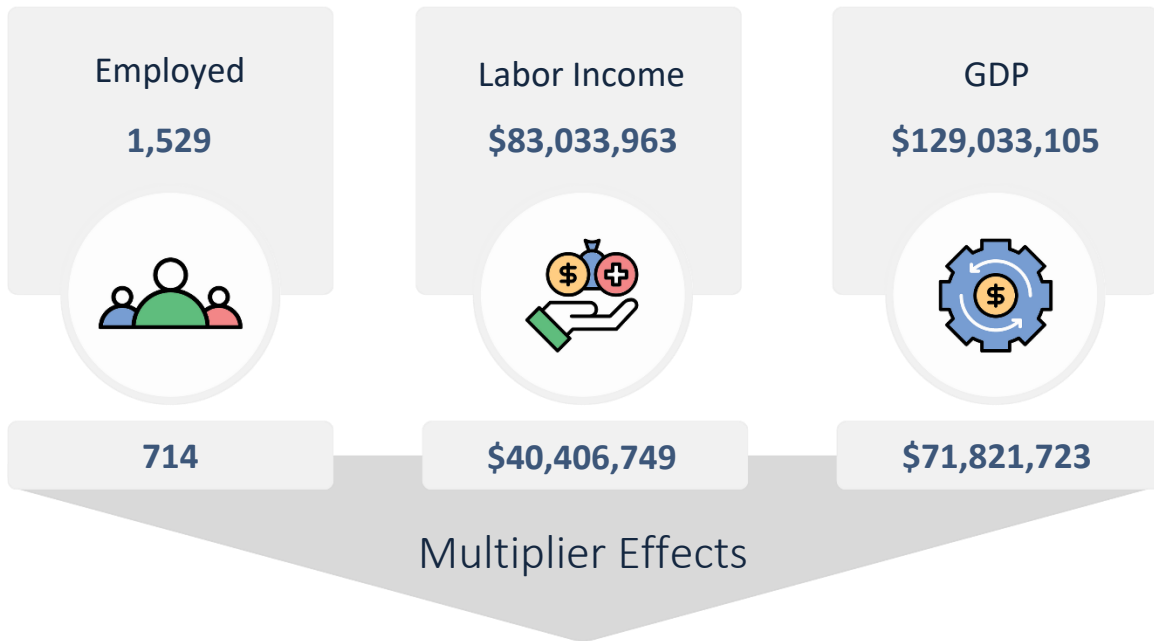 Employed
1,529
Labor Income
$83,033,963
GDP
$129,033,105
$
$
714
$40,406,749
$71,821,723
Multiplier Effects